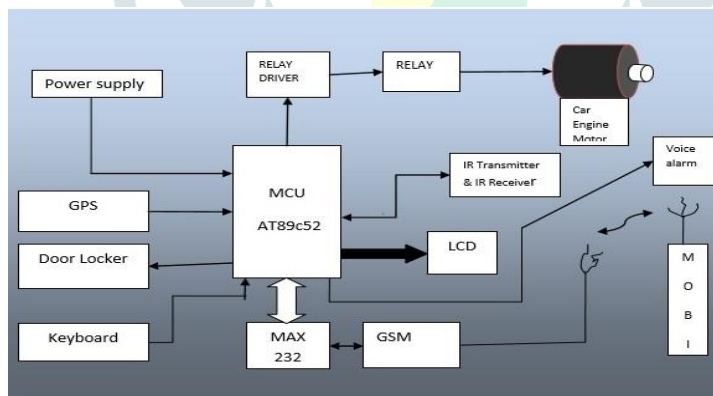 RELAY
DRIVER
RELAY
Power supply
Car
Engine
Motor
Voice
alarm
IR Transmitter
& IR Receiver
MCU
AT89c52
GPS
Door Locker
LCD
Keyboard
MAX
232
GSM
M
O
B
I